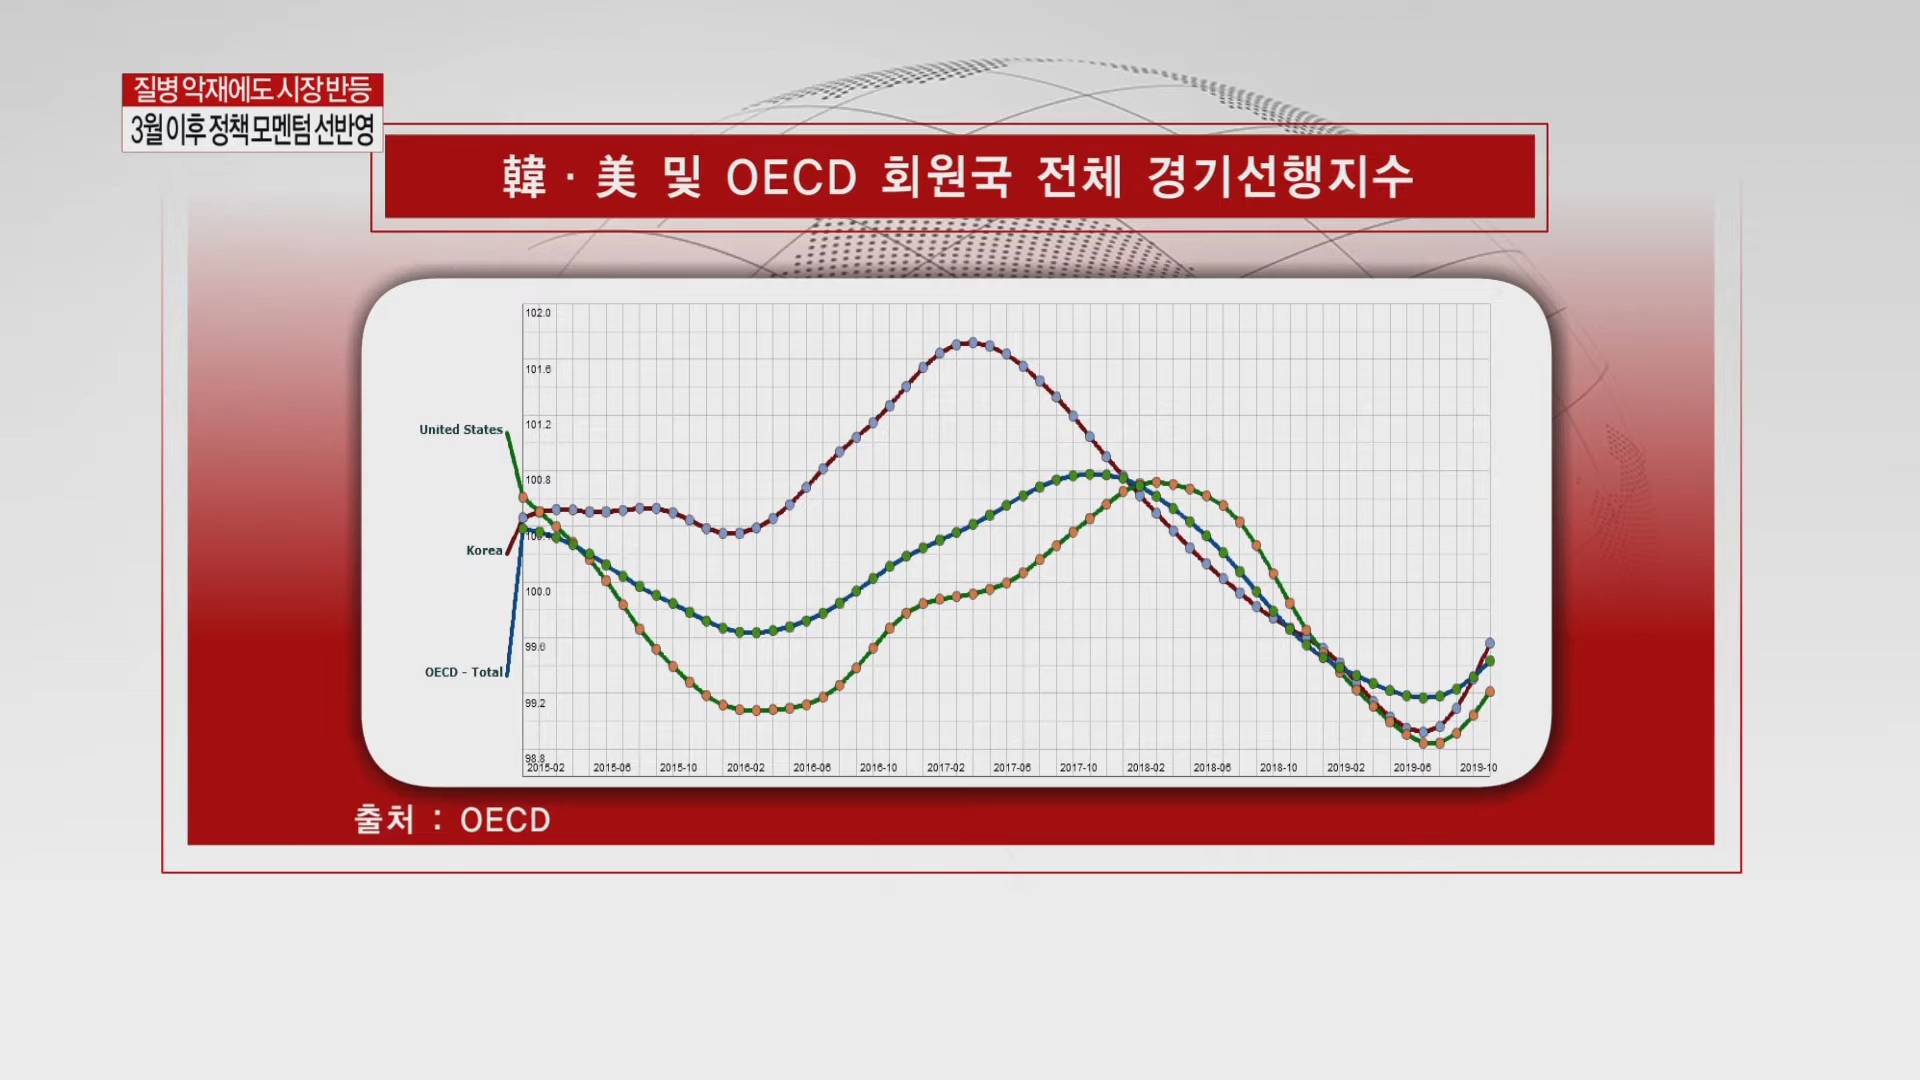 질병 악재에도 시장 반등
3월 이후 정책 모멘텀 선반영
韓 · 美 및 OECD 회원국 전체 경기선행지수
102.0
101.6
101.2
100.8
100.0
99.6
99.2
98.8
United States
Korea
OECD - Total
2015-02 2015-06 2015-10 2016-02 2016-06 2016-10 2017-02 2017-06 2017-10 2018-02 2018-06 2018-10 2019-02 2019-06 2019-10
출처 : OECD